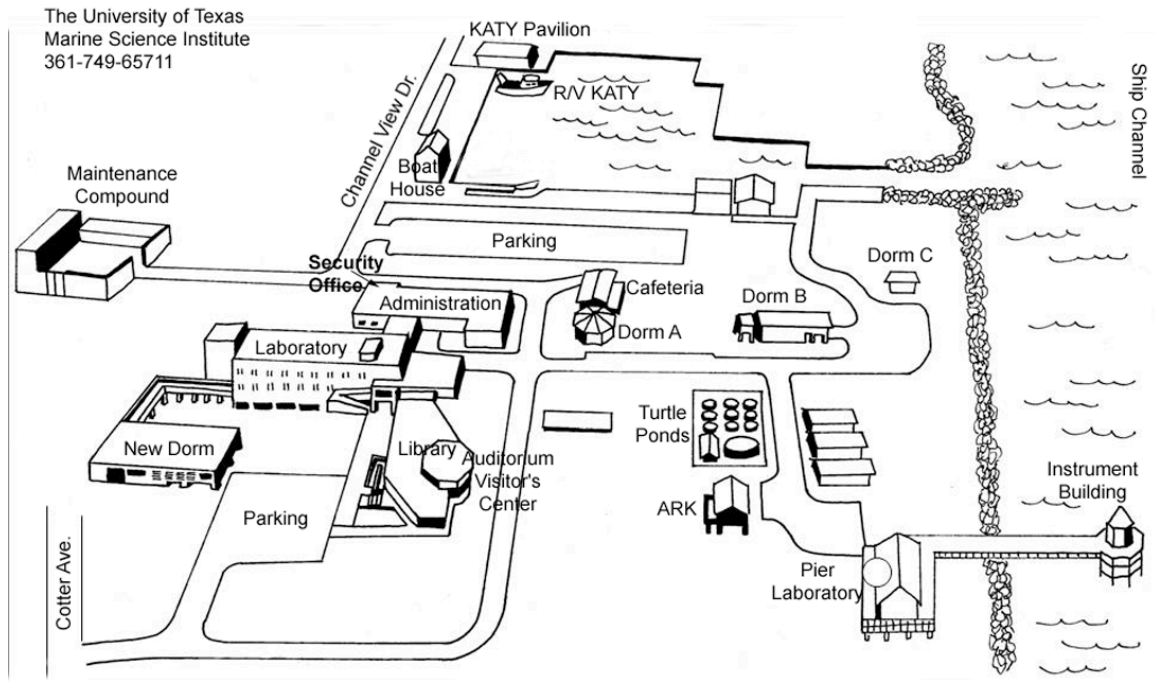 The University of Texas
Marine Science Institute
361-749-65711
KATY Pavilion
R/V KATY
Ship Channel
Channel View Dr.
Boat
House
Maintenance
Compound
Parking
Security
Office
Administration
Cafeteria
Dorm A
Dorm B
Dorm C
Laboratory
New Dorm
Library
Auditorium
Visitor's
Center
Turtle
Ponds
ARK
Parking
Cotter Ave.
Pier
Laboratory
Instrument
Building